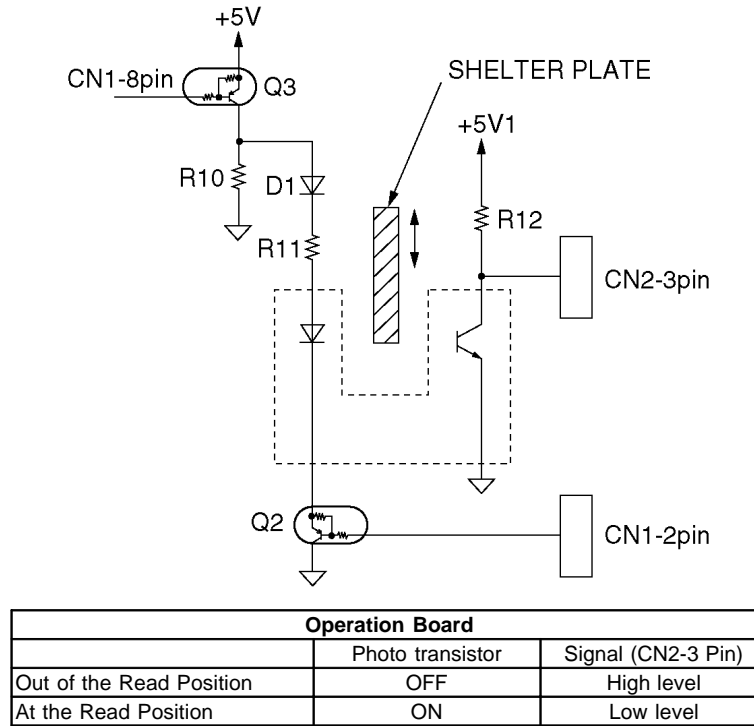 +5V
CN1-8pin
Q3
SHELTER PLATE
+5V1
R10
D1
R12
R11
CN2-3pin
Q2
CN1-2pin
Operation Board
Photo transistor Signal (CN2-3 Pin)
Out of the Read Position OFF High level
At the Read Position ON Low level